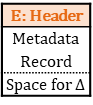 E: Header
Metadata
Record
Space for Δ